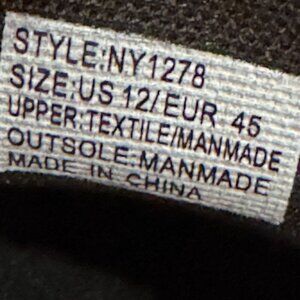 STYLE:NY1278
SIZE:US 12/EUR 45
UPPER:TEXTILE/MANMADE
OUTSOLE:MANMADE
MADE IN CHINA